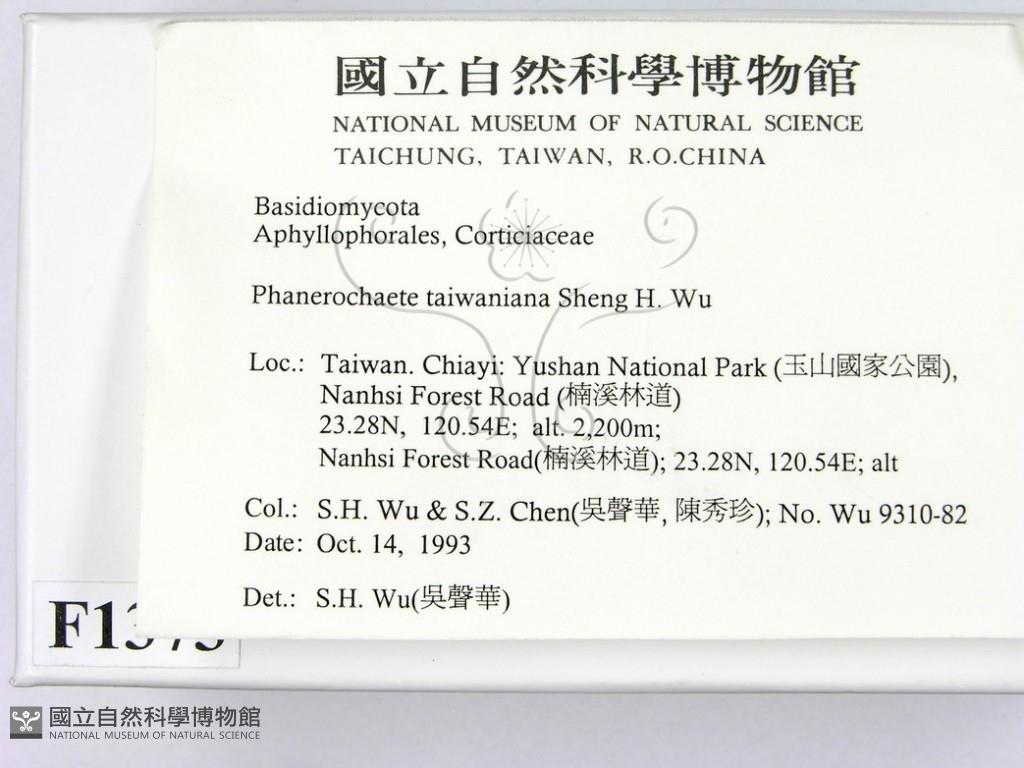 國立自然科學博物館
NATIONAL MUSEUM OF NATURAL SCIENCE
TAICHUNG, TAIWAN, R.O.CHINA
Basidiomycota
Aphyllophorales, Corticiaceae
Phanerochaete taiwaniana Sheng H. Wu
Loc.: Taiwan. Chiayi: Yushan National Park (玉山國家公園),
Nanhsi Forest Road (楠溪林道)
23.28N, 120.54E; alt. 2,200m;
Nanhsi Forest Road(楠溪林道); 23.28N, 120.54E; alt
Col.: S.H. Wu & S.Z. Chen(吳聲華, 陳秀珍); No. Wu 9310-82
Date: Oct. 14, 1993
Det.: S.H. Wu(吳聲華)
國立自然科學博物館
NATIONAL MUSEUM OF NATURAL SCIENCE